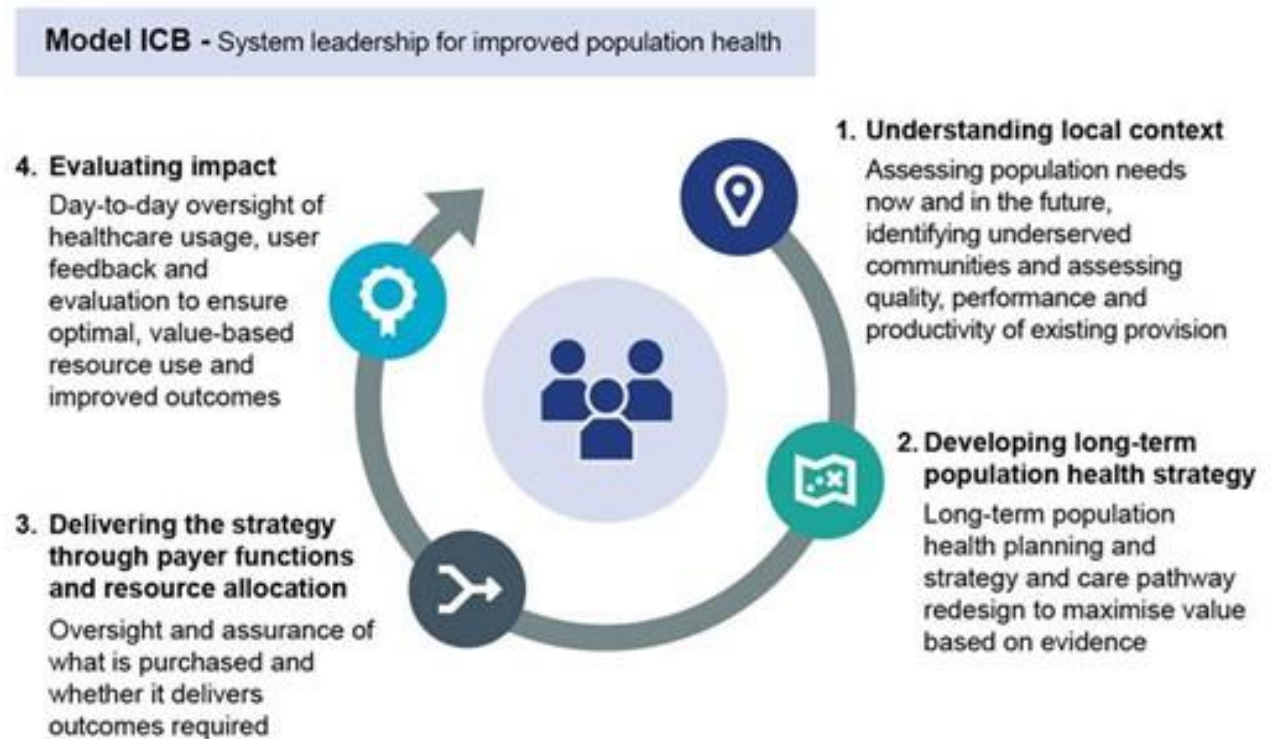 Model ICB - System leadership for improved population health
1. Understanding local context
Assessing population needs
now and in the future,
identifying underserved
communities and assessing
quality, performance and
productivity of existing provision
2. Developing long-term
population health strategy
Long-term population
health planning and
strategy and care pathway
redesign to maximise value
based on evidence
3. Delivering the strategy
through payer functions
and resource allocation
Oversight and assurance of
what is purchased and
whether it delivers
outcomes required
4. Evaluating impact
Day-to-day oversight of
healthcare usage, user
feedback and
evaluation to ensure
optimal, value-based
resource use and
improved outcomes